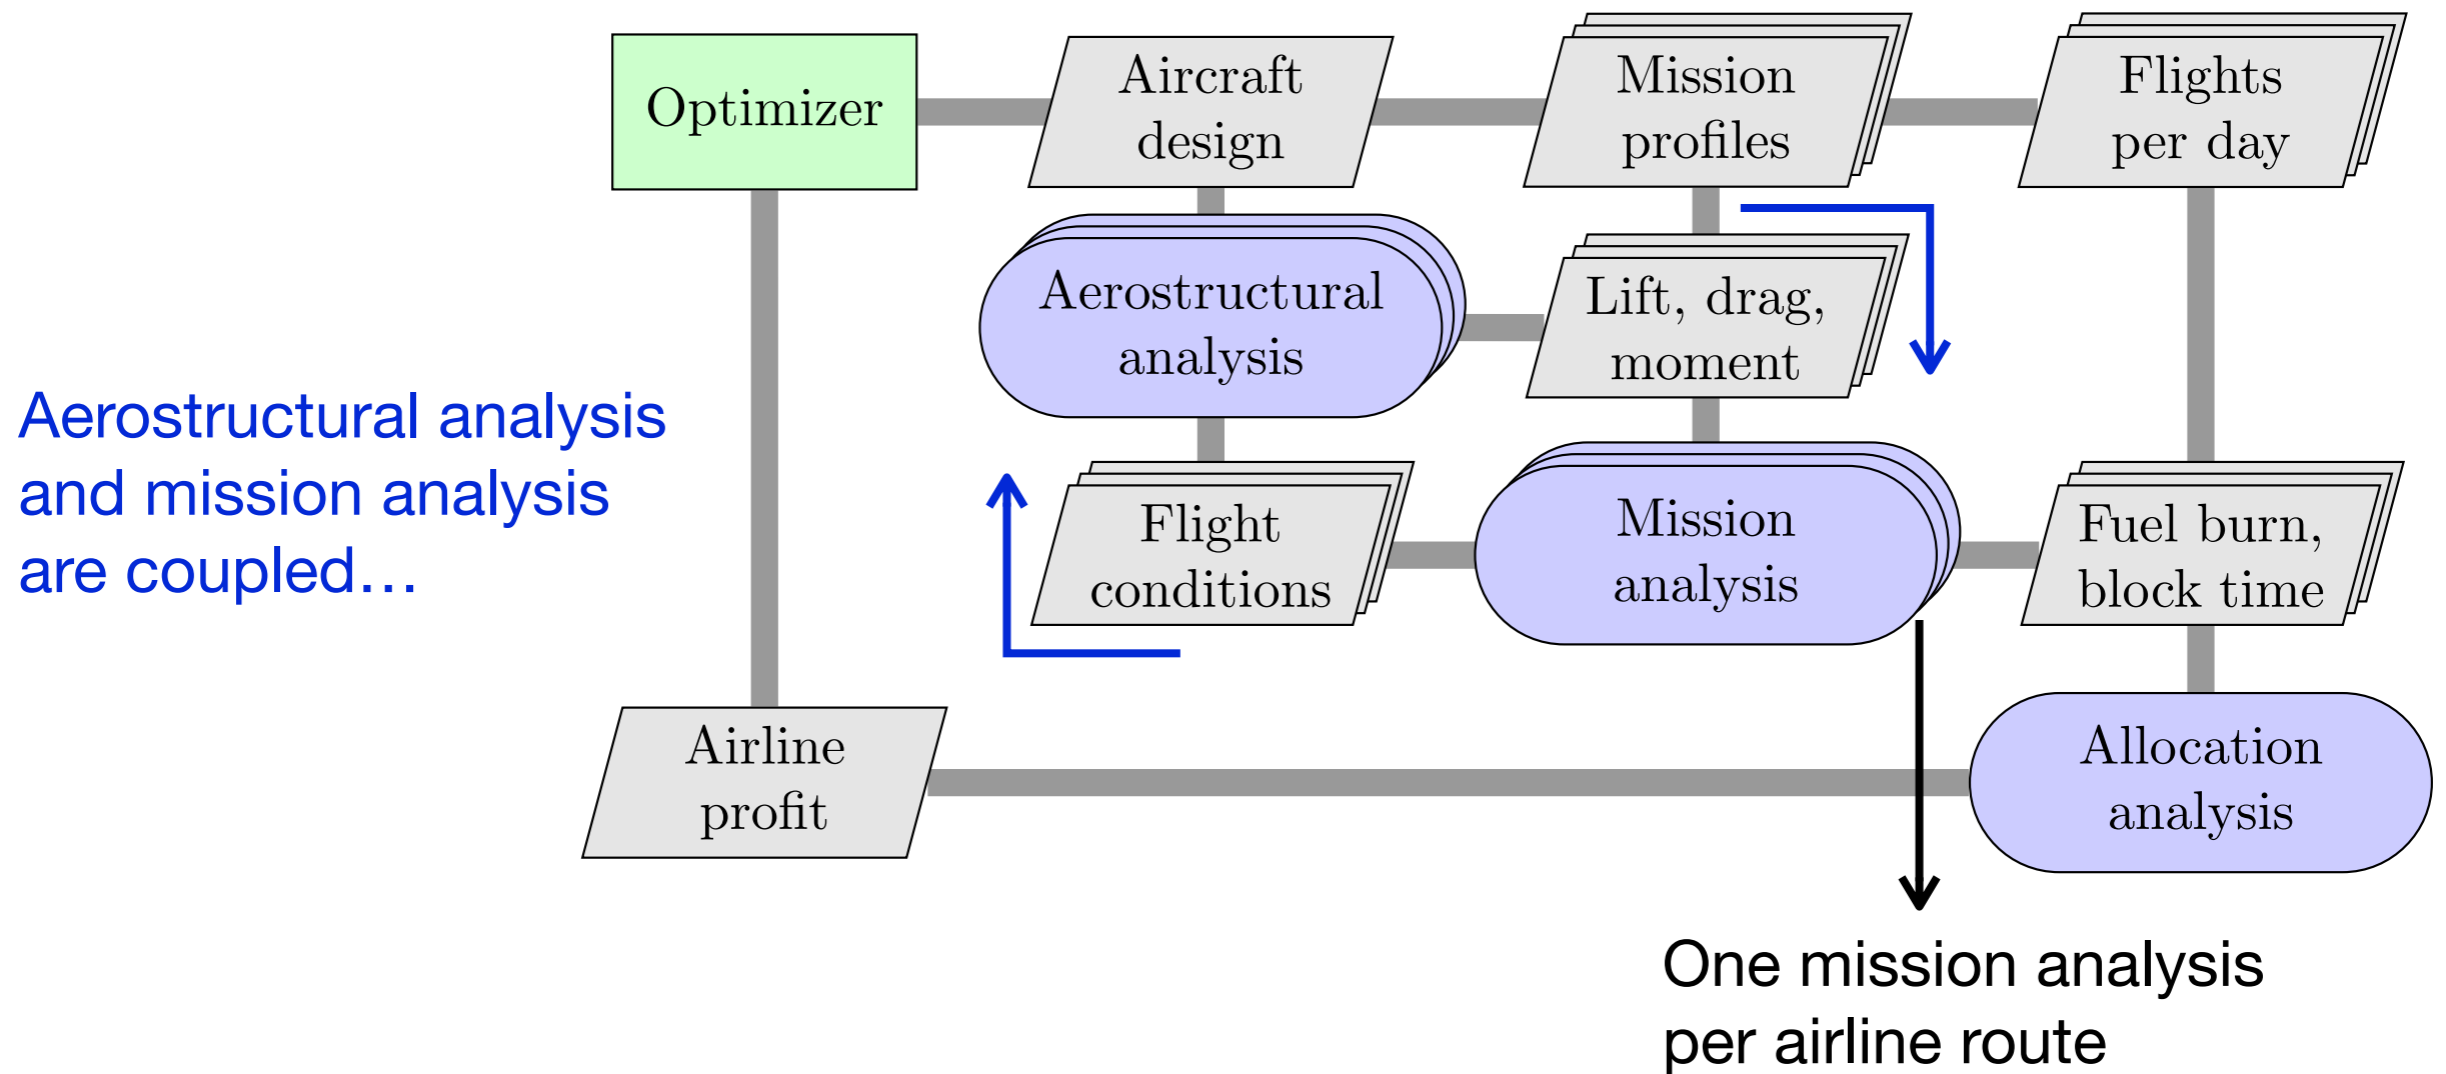 Optimizer
Aircraft
design
Mission
profiles
Flights
per day
Aerostructural
analysis
Lift, drag,
moment
Aerostructural analysis
and mission analysis
are coupled…
Flight
conditions
Mission
analysis
Fuel burn,
block time
Airline
profit
Allocation
analysis
One mission analysis
per airline route